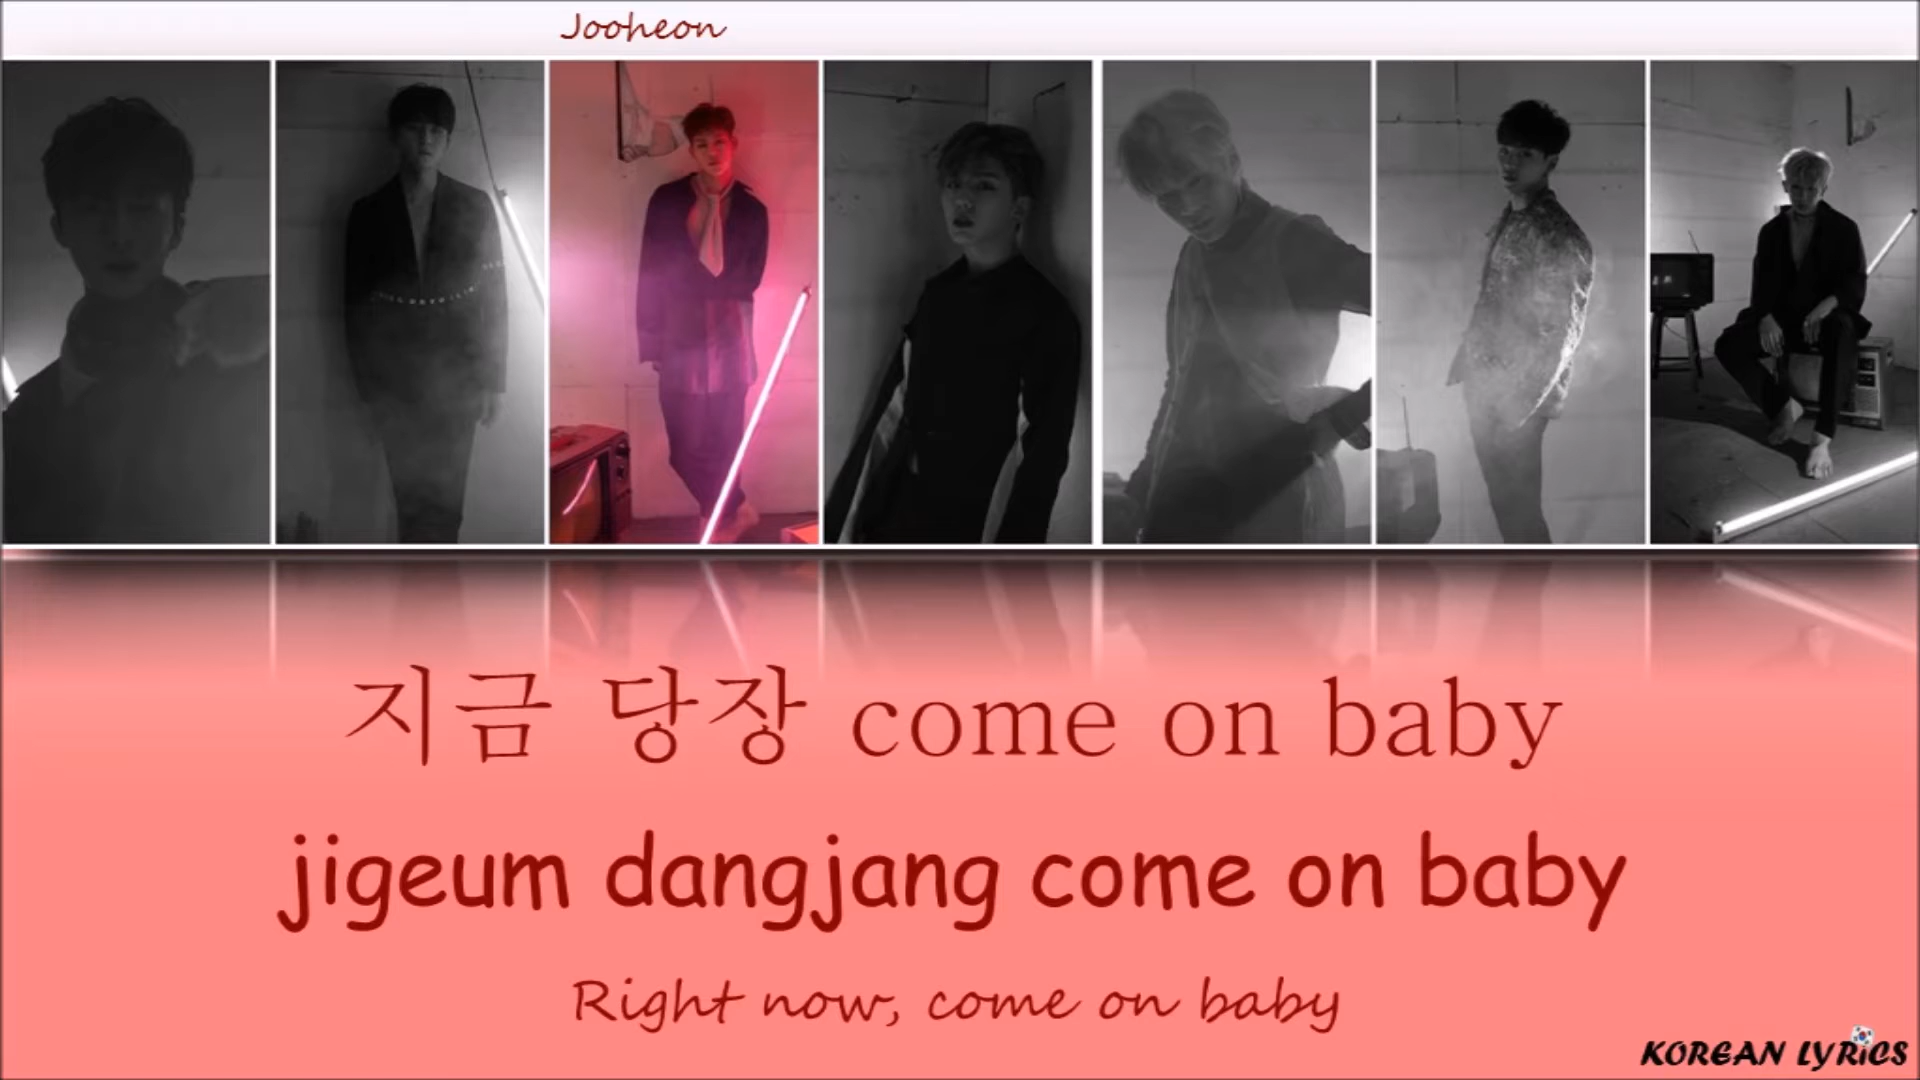 Jooheon
지금 당장 come on baby
jigeum dangjang come on baby
Right now, come on baby
KOREAN LYRICS